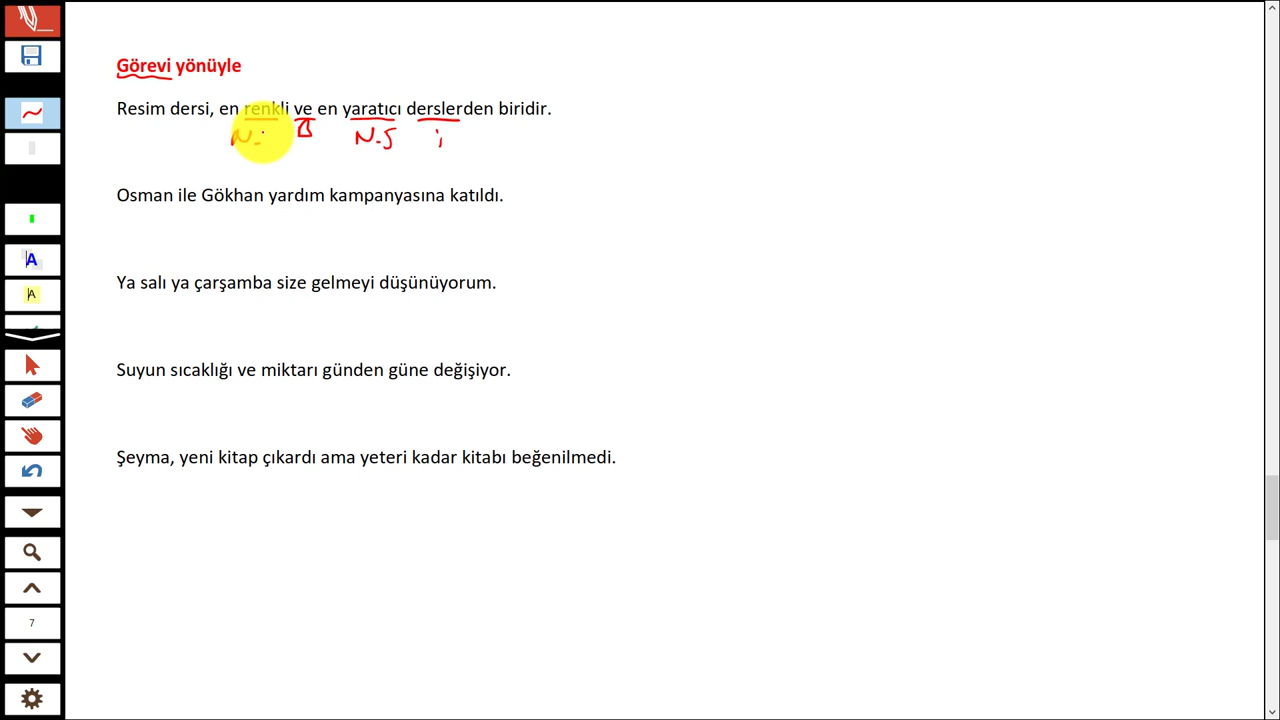 Görevi yönüyle
Resim dersi, en renkli ve en yaratıcı derslerden biridir.
N. B N.S i
Osman ile Gökhan yardım kampanyasına katıldı.
Ya salı ya çarşamba size gelmeyi düşünüyorum.
Suyun sıcaklığı ve miktarı günden güne değişiyor.
Şeyma, yeni kitap çıkardı ama yeteri kadar kitabı beğenilmedi.
A
A
7